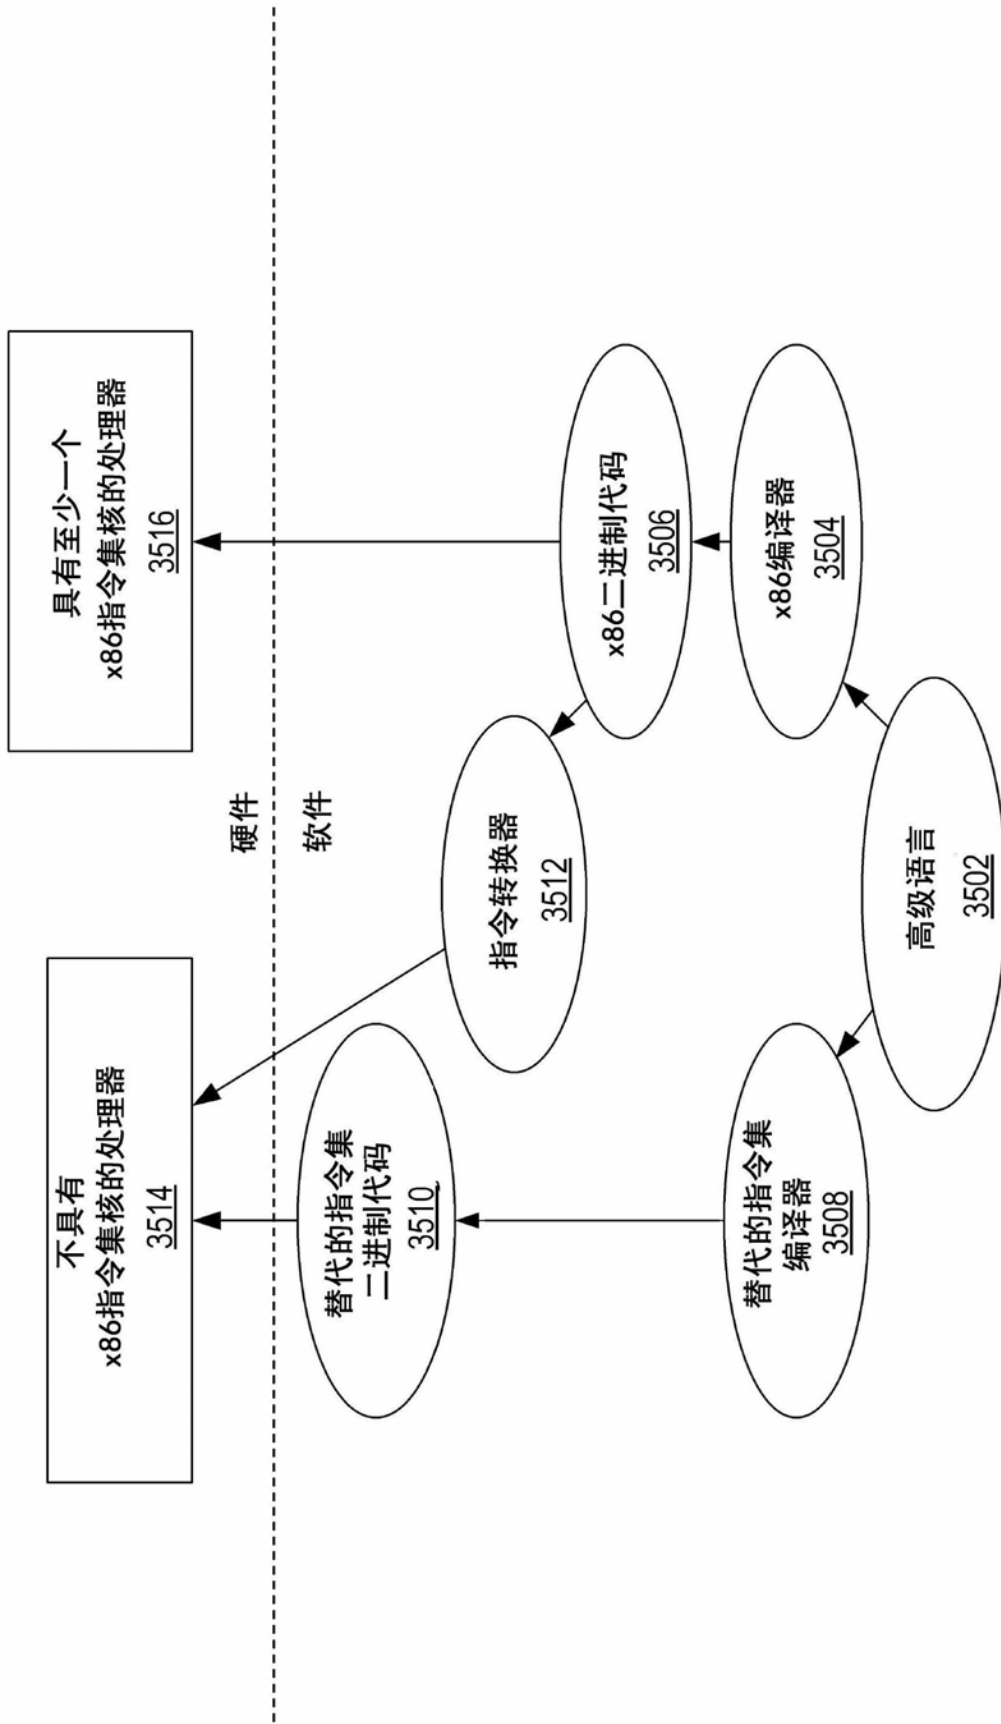 不具有
x86指令集核的处理器
3514
具有至少一个
x86指令集核的处理器
3516
硬件
软件
替代的指令集
二进制代码
3510
指令转换器
3512
x86二进制代码
3506
替代的指令集
编译器
3508
x86编译器
3504
高级语言
3502